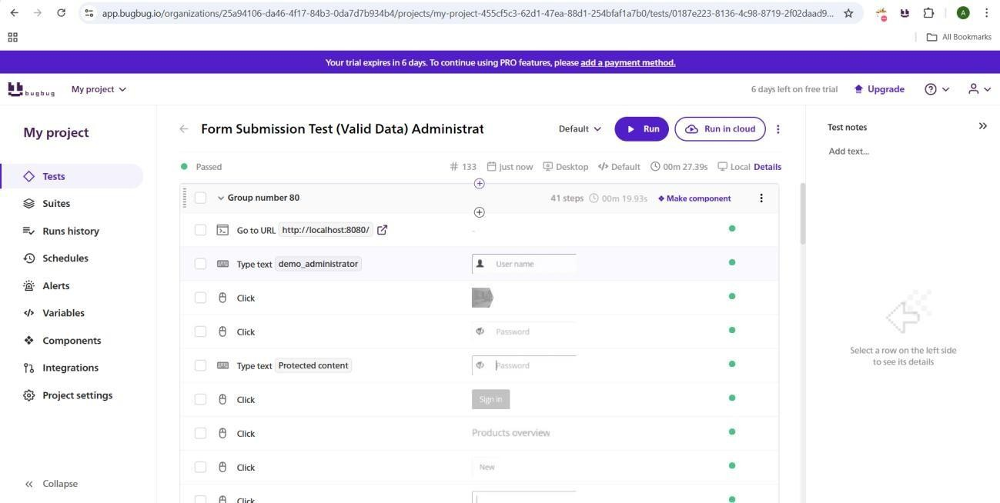 app.bugbug.io/organizations/25a94106-da46-4f17-84b3-0da7d7b934b4/projects/my-project-455cf5c3-62d1-47ea-88d1-254bfaf1a7b0/tests/0187e223-8136-4c98-8719-2f02daad9...
A
All Bookmarks
Your trial expires in 6 days. To continue using PRO features, please add a payment method.
bugbug
My project
6 days left on free trial
Upgrade
My project
Tests
Suites
Runs history
Schedules
Alerts
Variables
Components
Integrations
Project settings
Collapse
Form Submission Test (Valid Data) Administrat
Default
Run
Run in cloud
Passed
# 133 just now Desktop Default 00m 27.39s Local Details
Group number 80 41 steps 00m 19.93s Make component
Go to URL http://localhost:8080/ -
Type text demo_administrator User name
Click
Click Password
Type text Protected content Password
Click Sign in
Click Products overview
Click New
Click
Test notes
Add text...
Select a row on the left side
to see its details